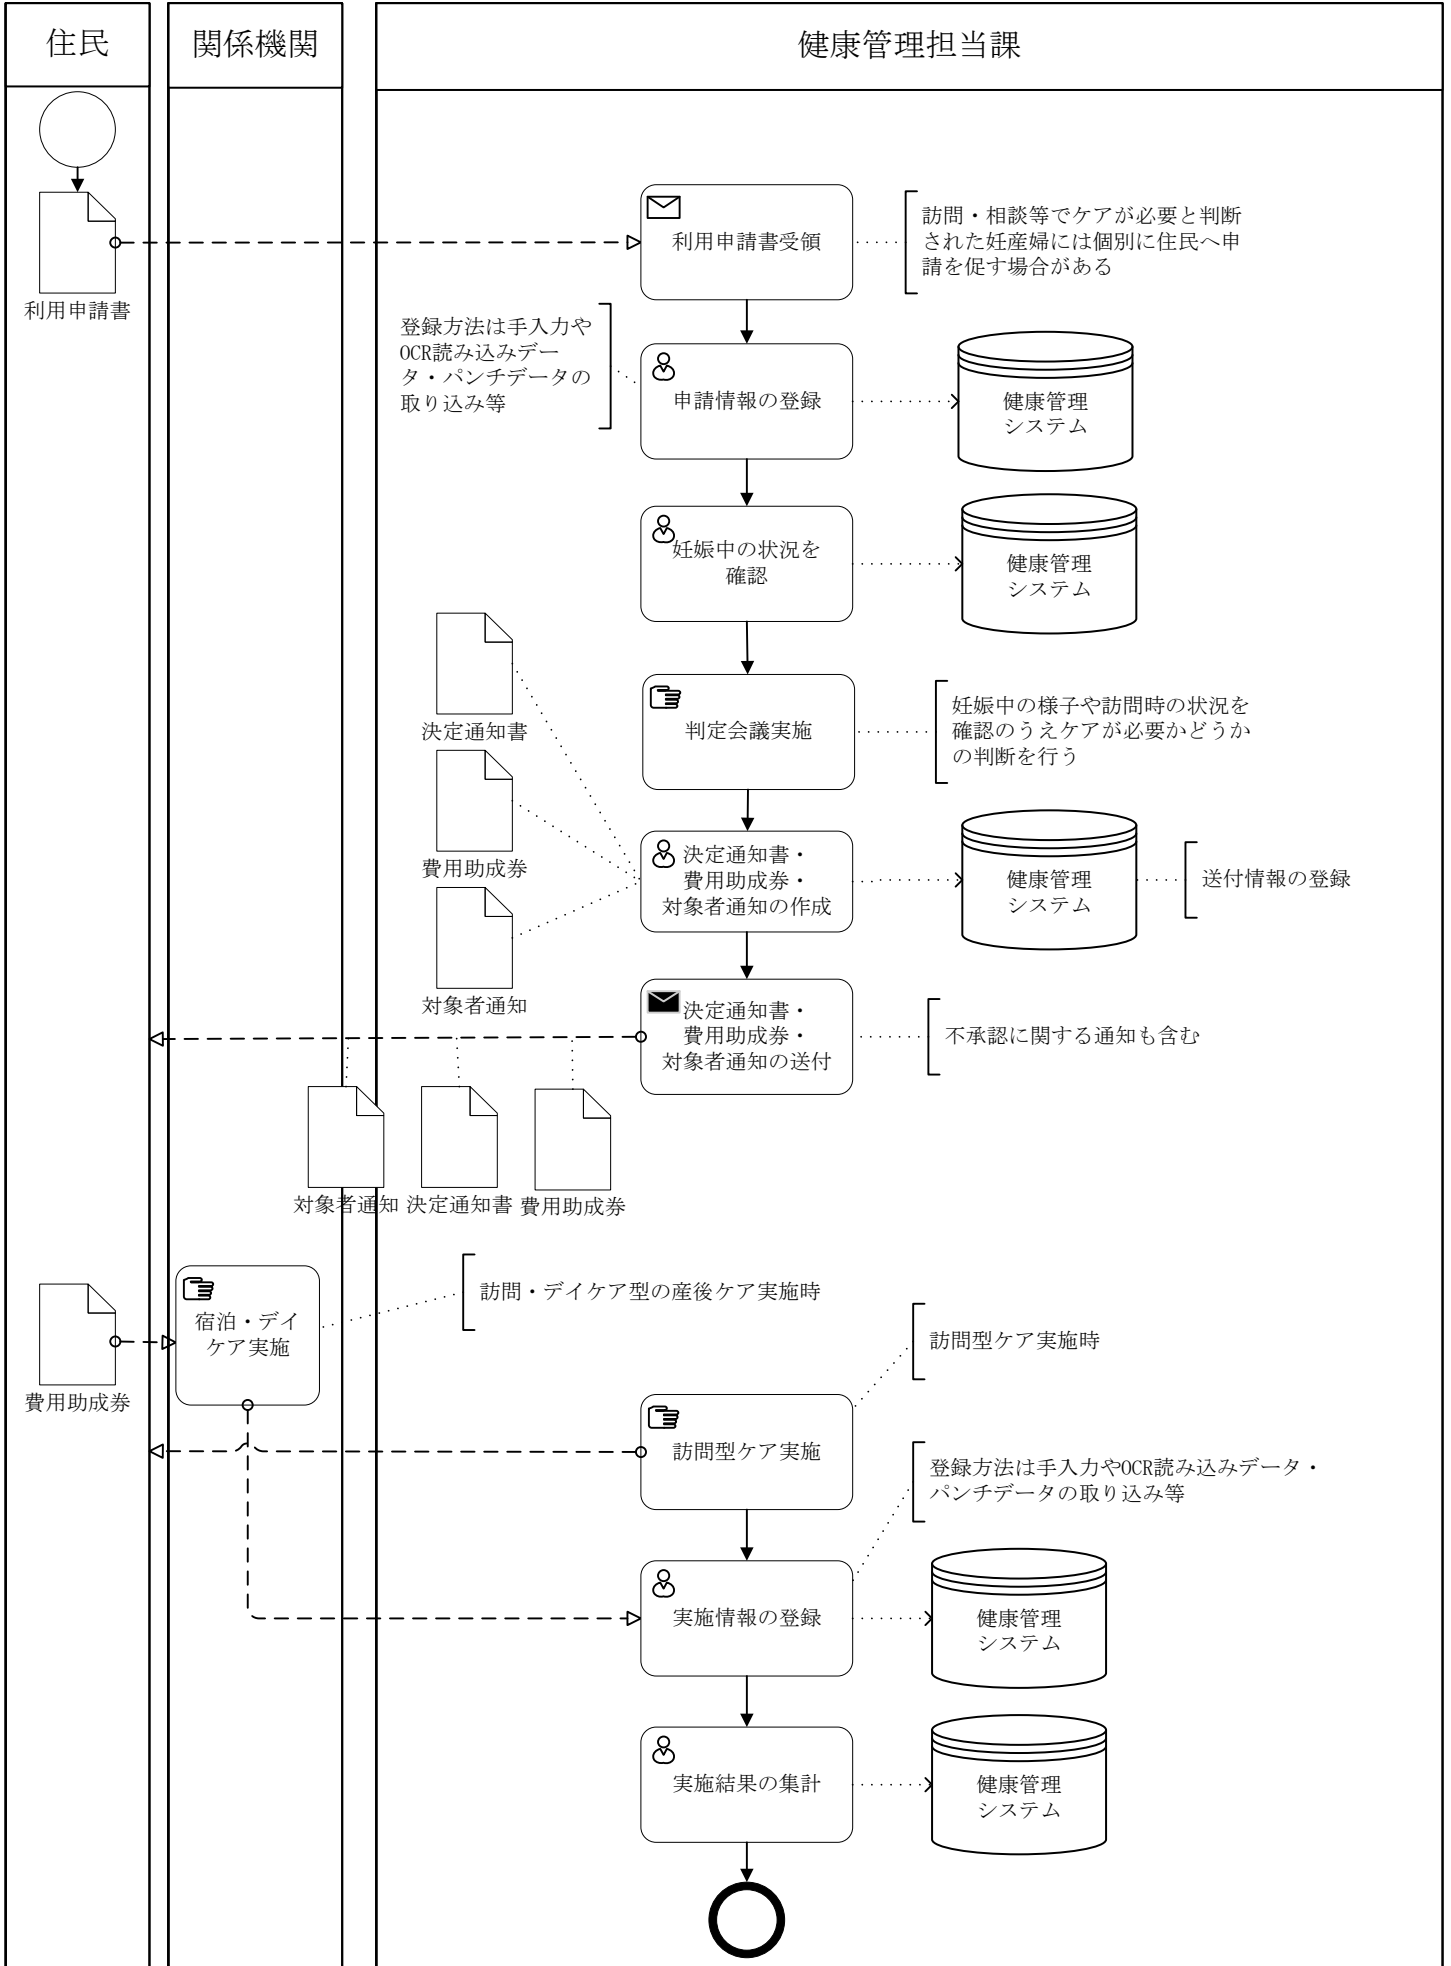 住民
関係機関
健康管理担当課
利用申請書
利用申請書受領
訪問・相談等でケアが必要と判断
された妊産婦には個別に住民へ申
請を促す場合がある
登録方法は手入力や
OCR読み込みデー
タ・パンチデータの
取り込み等
申請情報の登録
健康管理
システム
妊娠中の状況を
確認
健康管理
システム
決定通知書
判定会議実施
妊娠中の様子や訪問時の状況を
確認のうえケアが必要かどうか
の判断を行う
費用助成券
対象者通知
決定通知書・
費用助成券・
対象者通知の作成
健康管理
システム
送付情報の登録
決定通知書・
費用助成券・
対象者通知の送付
不承認に関する通知も含む
対象者通知
決定通知書
費用助成券
費用助成券
宿泊・デイ
ケア実施
訪問・デイケア型の産後ケア実施時
訪問型ケア実施時
訪問型ケア実施
登録方法は手入力やOCR読み込みデータ・
パンチデータの取り込み等
実施情報の登録
健康管理
システム
実施結果の集計
健康管理
システム